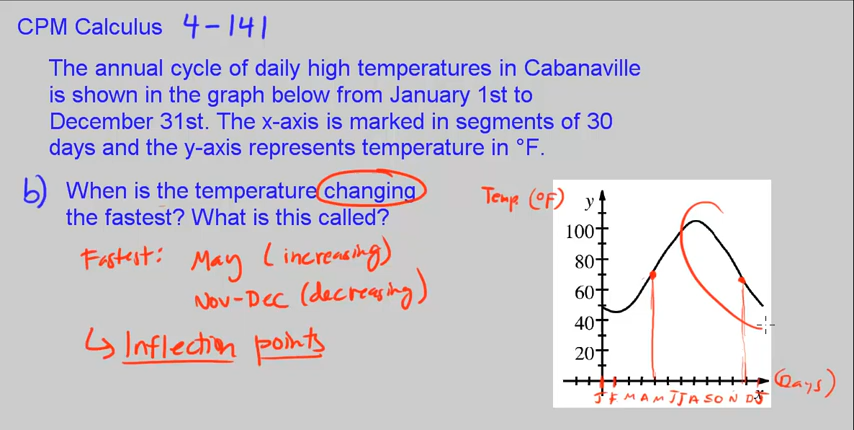 CPM Calculus 4-141
The annual cycle of daily high temperatures in Cabanaville
is shown in the graph below from January 1st to
December 31st. The x-axis is marked in segments of 30
days and the y-axis represents temperature in °F.
b) When is the temperature changing
the fastest? What is this called?
Fastest: May (increasing)
Nov-Dec (decreasing)
↳ Inflection points
Temp (°F) y
100
80
60
40
20
x (Days)
J F M A M J J A S O N D J